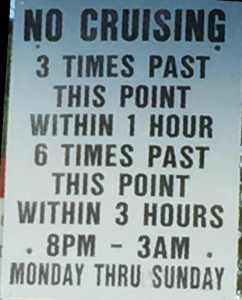 NO CRUISING
3 TIMES PAST
THIS POINT
WITHIN 1 HOUR
6 TIMES PAST
THIS POINT
WITHIN 3 HOURS
. 8PM - 3AM .
MONDAY THRU SUNDAY